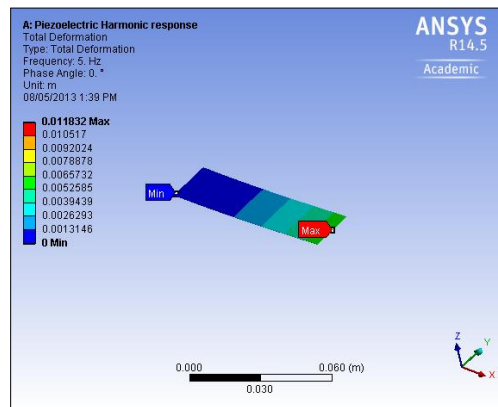 A: Piezoelectric Harmonic response
Total Deformation
Type: Total Deformation
Frequency: 5. Hz
Phase Angle: 0. °
Unit: m
08/05/2013 1:39 PM
ANSYS
R14.5
Academic
0.011832 Max
0.010517
0.0092024
0.0078878
0.0065732
0.0052585
0.0039439
0.0026293
0.0013146
0 Min
Min
Max
0.000
0.060 (m)
0.030
Z
Y
X